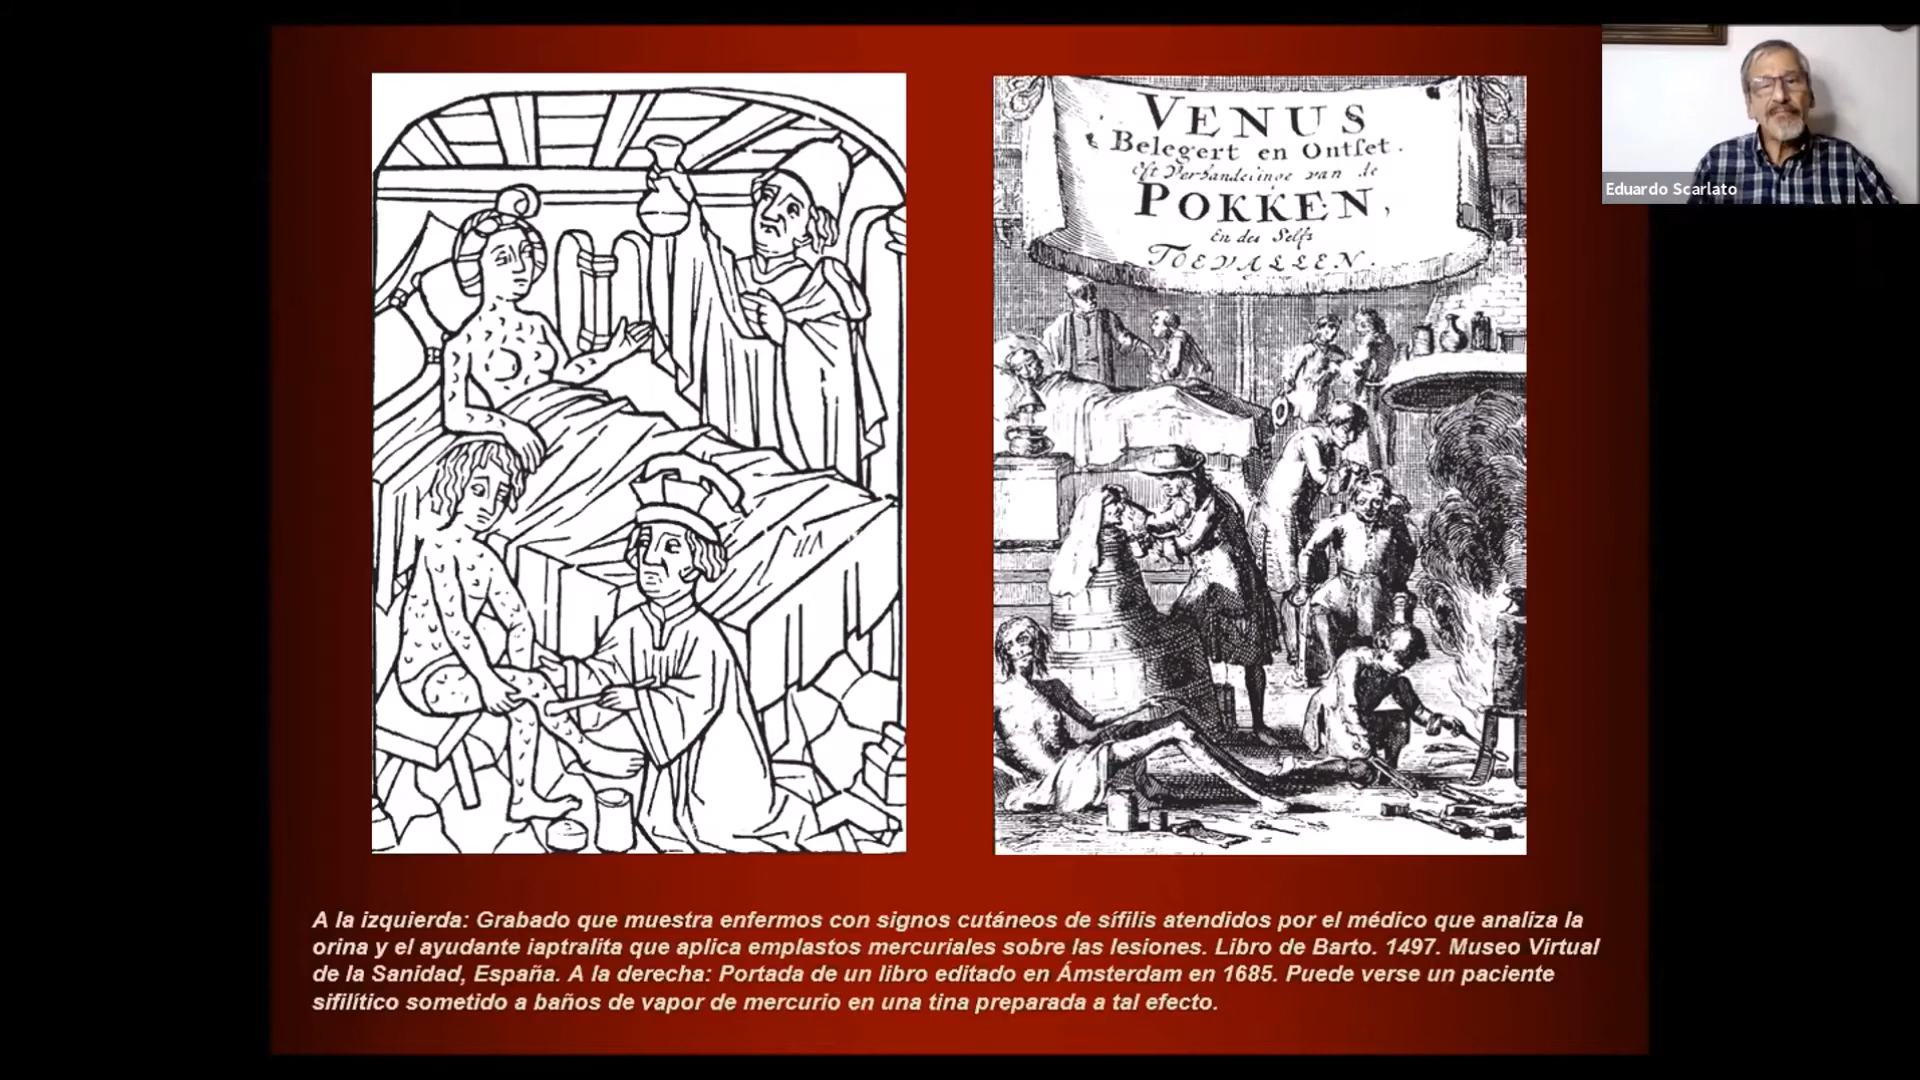 VENUS
Belegert en Ontset.
oft Verhandelinge van de
POKKEN,
En des Selfs
TOEVALLEN.
Eduardo Scarlato
A la izquierda: Grabado que muestra enfermos con signos cutáneos de sífilis atendidos por el médico que analiza la
orina y el ayudante iaptralita que aplica emplastos mercuriales sobre las lesiones. Libro de Barto. 1497. Museo Virtual
de la Sanidad, España. A la derecha: Portada de un libro editado en Ámsterdam en 1685. Puede verse un paciente
sifilítico sometido a baños de vapor de mercurio en una tina preparada a tal efecto.